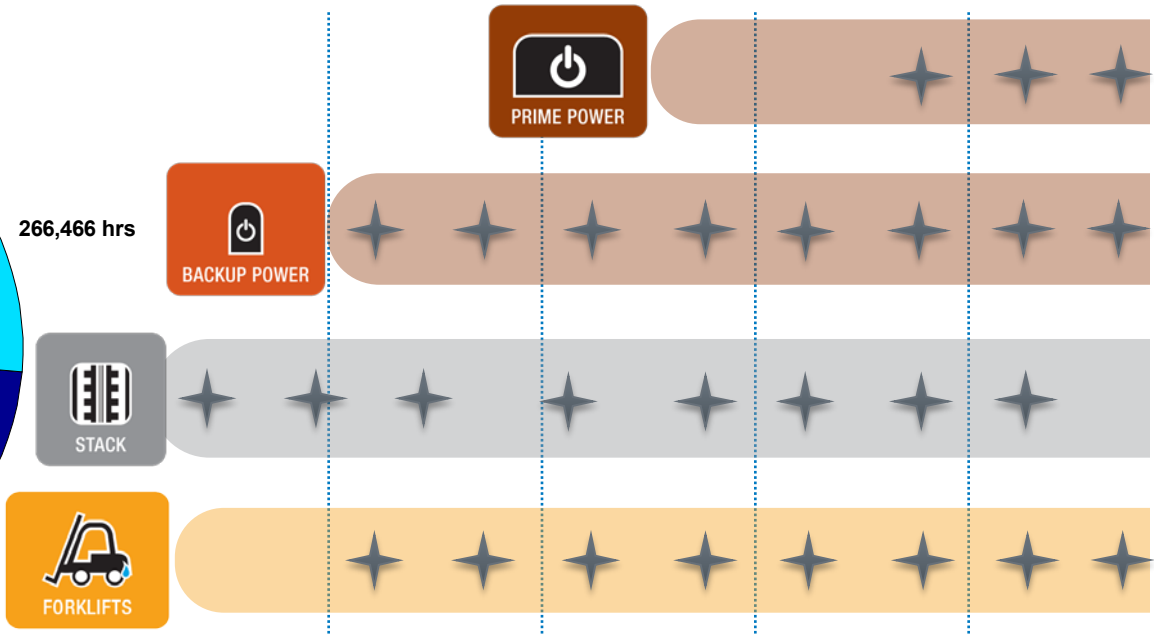 PRIME POWER
266,466 hrs
BACKUP POWER
STACK
FORKLIFTS